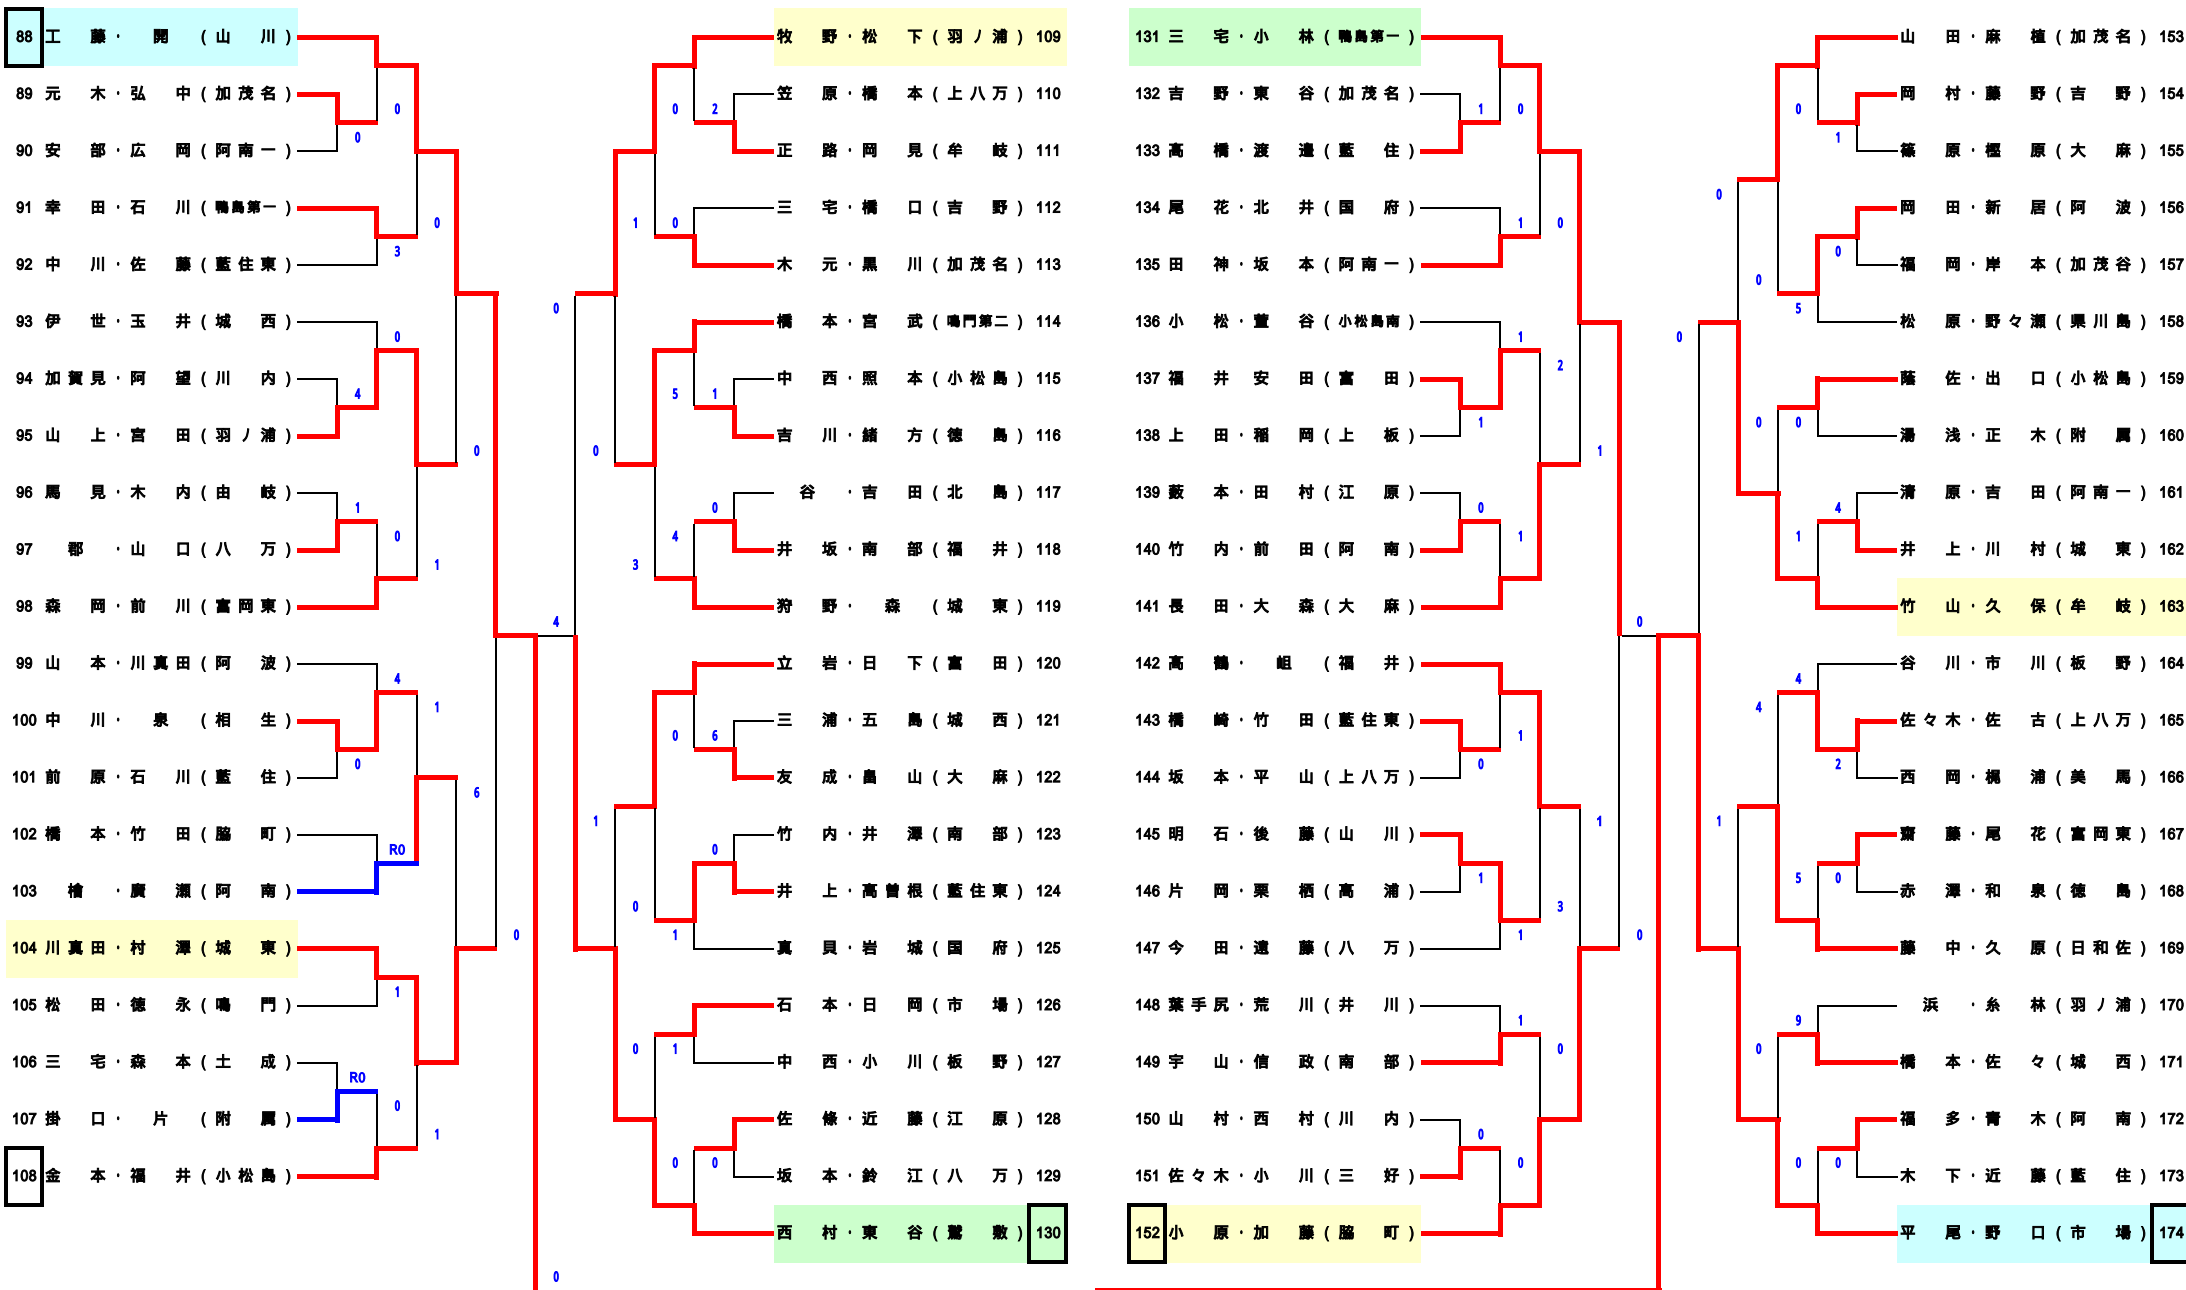 88 工 藤・ 開 (山 川)
89 元 木・弘 中(加茂名)
90 安 部・広 岡(阿南一)
91 幸 田・石 川(鴨島第一)
92 中 川・佐 藤(藍住東)
93 伊 世・玉 井(城 西)
94 加賀見・阿 望(川 内)
95 山 上・宮 田(羽ノ浦)
96 馬 見・木 内(由 岐)
97 郡 ・山 口(八 万)
98 森 岡・前 川(富岡東)
99 山 本・川真田(阿 波)
100 中 川・ 泉 (相 生)
101 前 原・石 川(藍 住)
102 橋 本・竹 田(脇 町)
103 檜 ・廣 瀬(阿 南)
104 川真田・村 澤(城 東)
105 松 田・徳 永(鳴 門)
106 三 宅・森 本(土 成)
107 掛 口・ 片 (附 属)
108 金 本・福 井(小松島)
0
0
3
0
0
4
0
1
0
1
4
0
1
R0
6
1
R0
0
1
0
4
0
牧 野・松 下(羽ノ浦) 109
笠 原・橋 本(上八万) 110
正 路・岡 見(牟 岐) 111
三 宅・橋 口(吉 野) 112
木 元・黒 川(加茂名) 113
橋 本・宮 武(鳴門第二) 114
中 西・照 本(小松島) 115
吉 川・緒 方(徳 島) 116
谷 ・吉 田(北 島) 117
井 坂・南 部(福 井) 118
狩 野・ 森 (城 東) 119
立 岩・日 下(富 田) 120
三 浦・五 島(城 西) 121
友 成・畠 山(大 麻) 122
竹 内・井 澤(南 部) 123
井 上・高曽根(藍住東) 124
真 貝・岩 城(国 府) 125
石 本・日 岡(市 場) 126
中 西・小 川(板 野) 127
佐 條・近 藤(江 原) 128
坂 本・鈴 江(八 万) 129
西 村・東 谷(鷲 敷) 130
0
2
1
0
0
5
1
0
0
4
3
0
6
1
0
0
1
0
1
0
0
131 三 宅・小 林(鴨島第一)
132 吉 野・東 谷(加茂名)
133 高 橋・渡 邉(藍 住)
134 尾 花・北 井(国 府)
135 田 神・坂 本(阿南一)
136 小 松・萱 谷(小松島南)
137 福 井 安 田(富 田)
138 上 田・稲 岡(上 板)
139 薮 本・田 村(江 原)
140 竹 内・前 田(阿 南)
141 長 田・大 森(大 麻)
142 高 鶴・ 岨 (福 井)
143 橋 崎・竹 田(藍住東)
144 坂 本・平 山(上八万)
145 明 石・後 藤(山 川)
146 片 岡・栗 栖(高 浦)
147 今 田・遠 藤(八 万)
148 葉手尻・荒 川(井 川)
149 宇 山・信 政(南 部)
150 山 村・西 村(川 内)
151 佐々木・小 川(三 好)
152 小 原・加 藤(脇 町)
1
0
1
0
1
2
1
1
0
1
0
1
0
1
1
3
1
0
1
0
0
0
山 田・麻 植(加茂名) 153
岡 村・藤 野(吉 野) 154
篠 原・樫 原(大 麻) 155
岡 田・新 居(阿 波) 156
福 岡・岸 本(加茂谷) 157
松 原・野々瀬(県川島) 158
蔭 佐・出 口(小松島) 159
湯 浅・正 木(附 属) 160
清 原・吉 田(阿南一) 161
井 上・川 村(城 東) 162
竹 山・久 保(牟 岐) 163
谷 川・市 川(板 野) 164
佐々木・佐 古(上八万) 165
西 岡・梶 浦(美 馬) 166
齋 藤・尾 花(富岡東) 167
赤 澤・和 泉(徳 島) 168
藤 中・久 原(日和佐) 169
浜 ・糸 林(羽ノ浦) 170
橋 本・佐 々(城 西) 171
福 多・青 木(阿 南) 172
木 下・近 藤(藍 住) 173
平 尾・野 口(市 場) 174
0
1
0
0
0
5
0
0
0
4
1
4
4
2
1
5
0
9
0
0
0